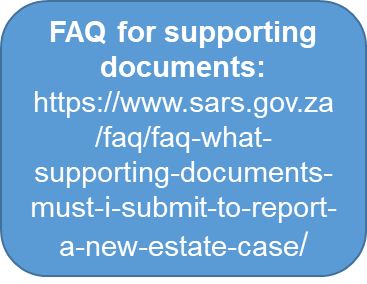 FAQ for supporting
documents:
https://www.sars.gov.za
/faq/faq-what-
supporting-documents-
must-i-submit-to-report-
a-new-estate-case/